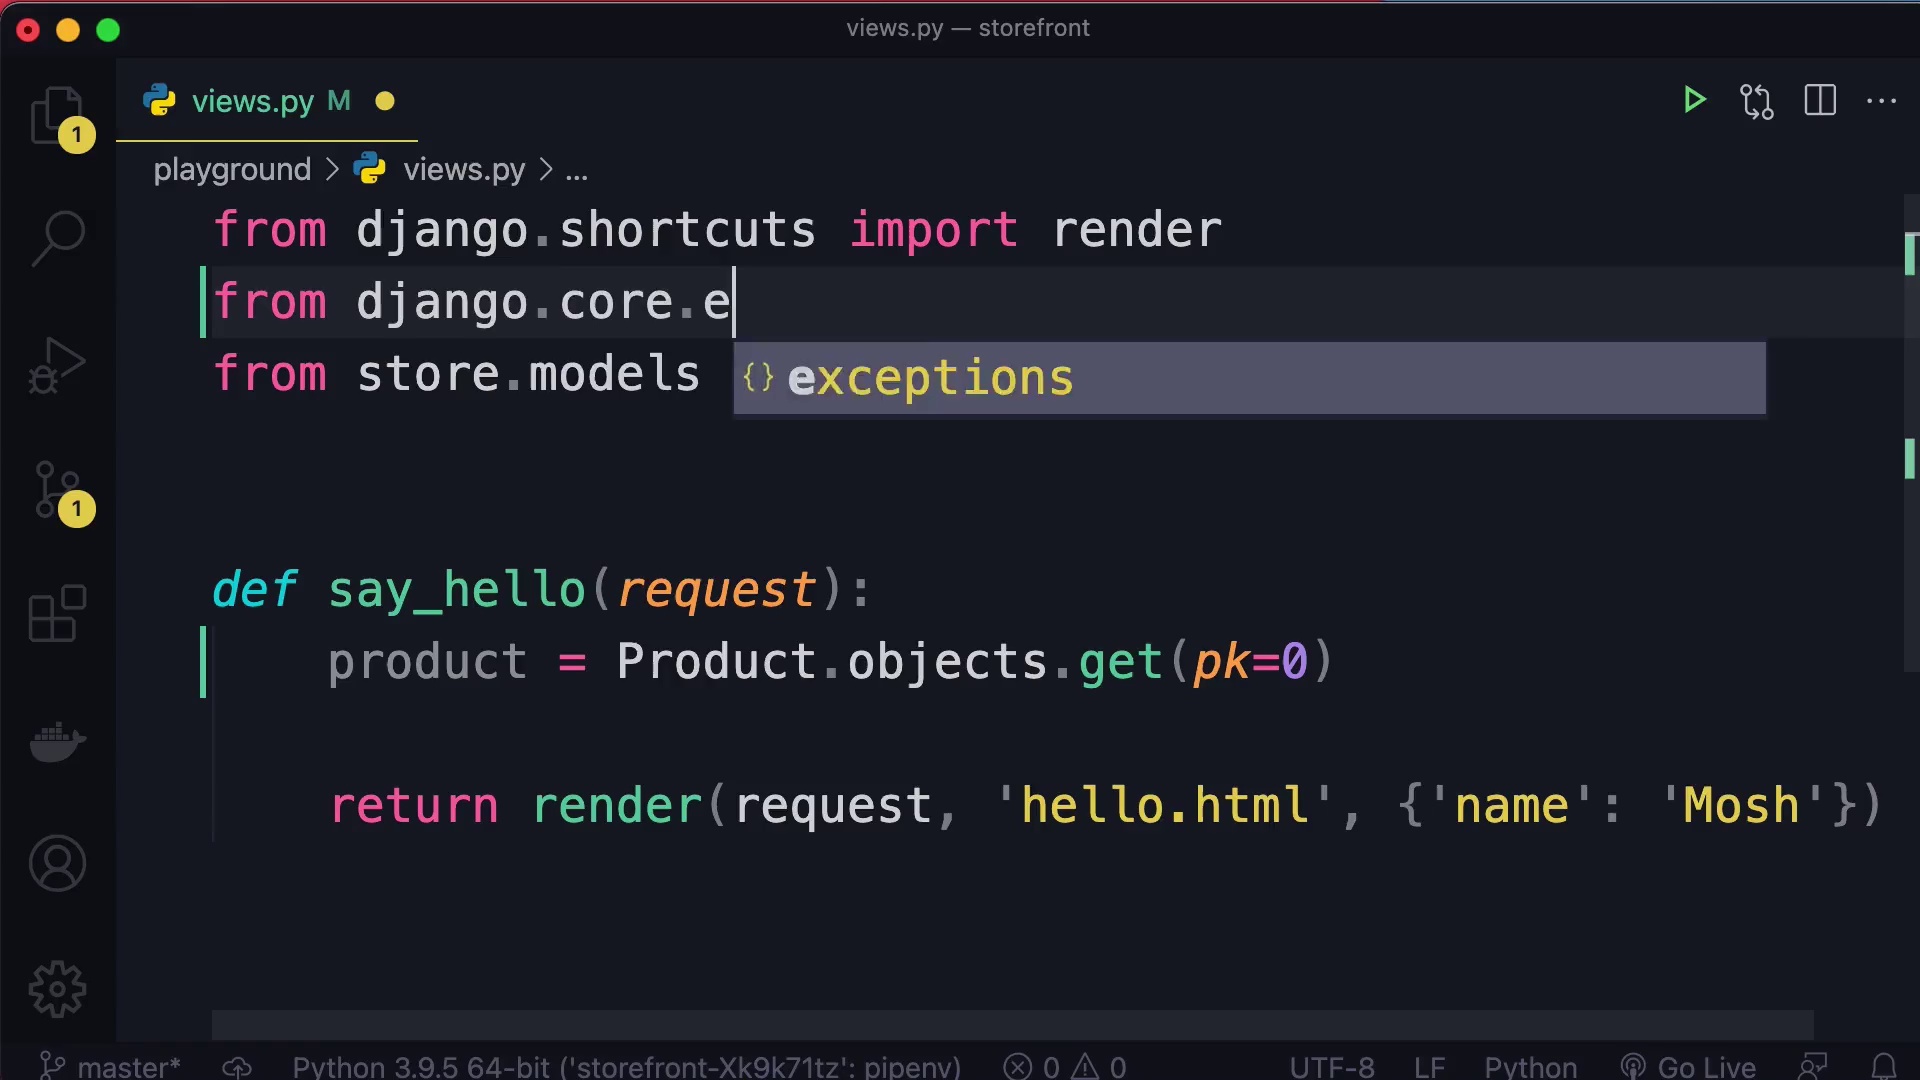 views.py — storefront
views.py M
1
playground > views.py > ...
from django.shortcuts import render
from django.core.e
from store.models
{} exceptions
1
def say_hello(request):
product = Product.objects.get(pk=0)
return render(request, 'hello.html', {'name': 'Mosh'})
master* Python 3.9.5 64-bit ('storefront-Xk9k71tz': pipenv) 0 0 UTF-8 LF Python Go Live